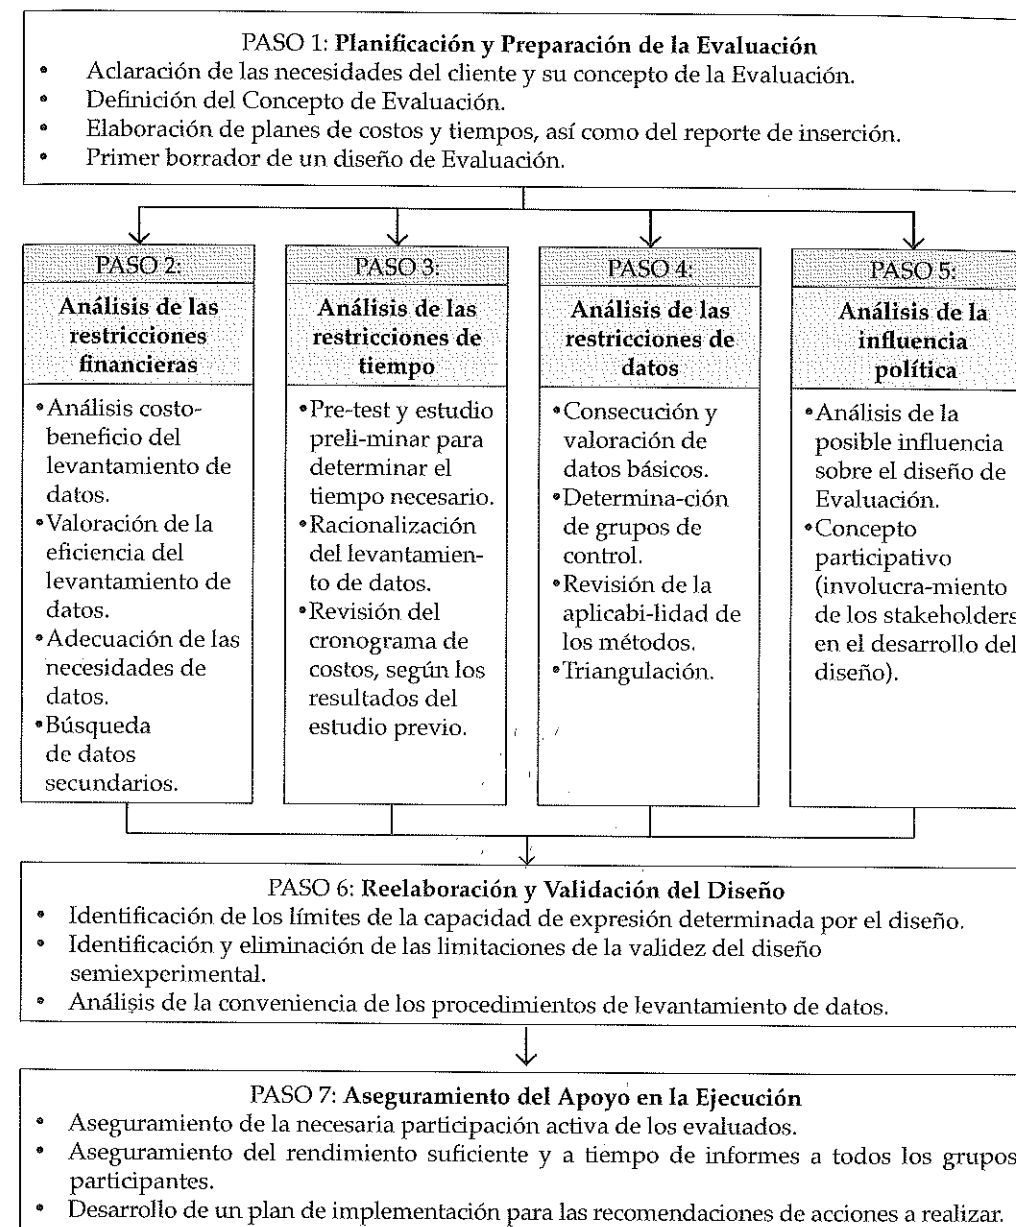 PASO 1: Planificación y Preparación de la Evaluación
• Aclaración de las necesidades del cliente y su concepto de la Evaluación.
• Definición del Concepto de Evaluación.
• Elaboración de planes de costos y tiempos, así como del reporte de inserción.
• Primer borrador de un diseño de Evaluación.
PASO 2:
Análisis de las
restricciones
financieras
• Análisis costo-
beneficio del
levantamiento de
datos.
• Valoración de la
eficiencia del
levantamiento de
datos.
• Adecuación de las
necesidades de
datos.
• Búsqueda
de datos
secundarios.
PASO 3:
Análisis de las
restricciones de
tiempo
• Pre-test y estudio
preli-minar para
determinar el
tiempo necesario.
• Racionalización
del levantamien-
to de datos.
• Revisión del
cronograma de
costos, según los
resultados del
estudio previo.
PASO 4:
Análisis de las
restricciones de
datos
• Consecución y
valoración de
datos básicos.
• Determina-ción
de grupos de
control.
• Revisión de la
aplicabi-lidad de
los métodos.
• Triangulación.
PASO 5:
Análisis de la
influencia
política
• Análisis de la
posible influencia
sobre el diseño de
Evaluación.
• Concepto
participativo
(involucra-miento
de los stakeholders
en el desarrollo del
diseño).
PASO 6: Reelaboración y Validación del Diseño
• Identificación de los límites de la capacidad de expresión determinada por el diseño.
• Identificación y eliminación de las limitaciones de la validez del diseño
semiexperimental.
• Análisis de la conveniencia de los procedimientos de levantamiento de datos.
PASO 7: Aseguramiento del Apoyo en la Ejecución
• Aseguramiento de la necesaria participación activa de los evaluados.
• Aseguramiento del rendimiento suficiente y a tiempo de informes a todos los grupos
participantes.
• Desarrollo de un plan de implementación para las recomendaciones de acciones a realizar.